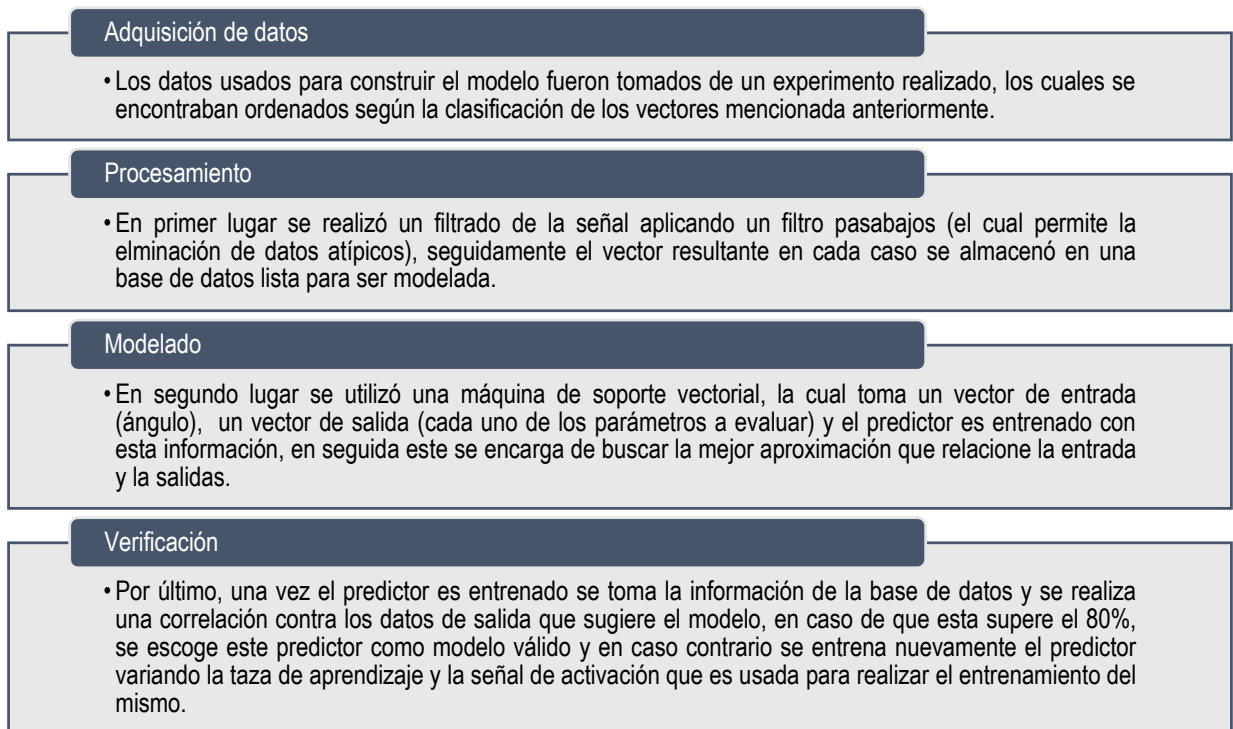 Adquisición de datos
• Los datos usados para construir el modelo fueron tomados de un experimento realizado, los cuales se
encontraban ordenados según la clasificación de los vectores mencionada anteriormente.
Procesamiento
• En primer lugar se realizó un filtrado de la señal aplicando un filtro pasabajos (el cual permite la
elminación de datos atípicos), seguidamente el vector resultante en cada caso se almacenó en una
base de datos lista para ser modelada.
Modelado
• En segundo lugar se utilizó una máquina de soporte vectorial, la cual toma un vector de entrada
(ángulo), un vector de salida (cada uno de los parámetros a evaluar) y el predictor es entrenado con
esta información, en seguida este se encarga de buscar la mejor aproximación que relacione la entrada
y la salidas.
Verificación
• Por último, una vez el predictor es entrenado se toma la información de la base de datos y se realiza
una correlación contra los datos de salida que sugiere el modelo, en caso de que esta supere el 80%,
se escoge este predictor como modelo válido y en caso contrario se entrena nuevamente el predictor
variando la taza de aprendizaje y la señal de activación que es usada para realizar el entrenamiento del
mismo.